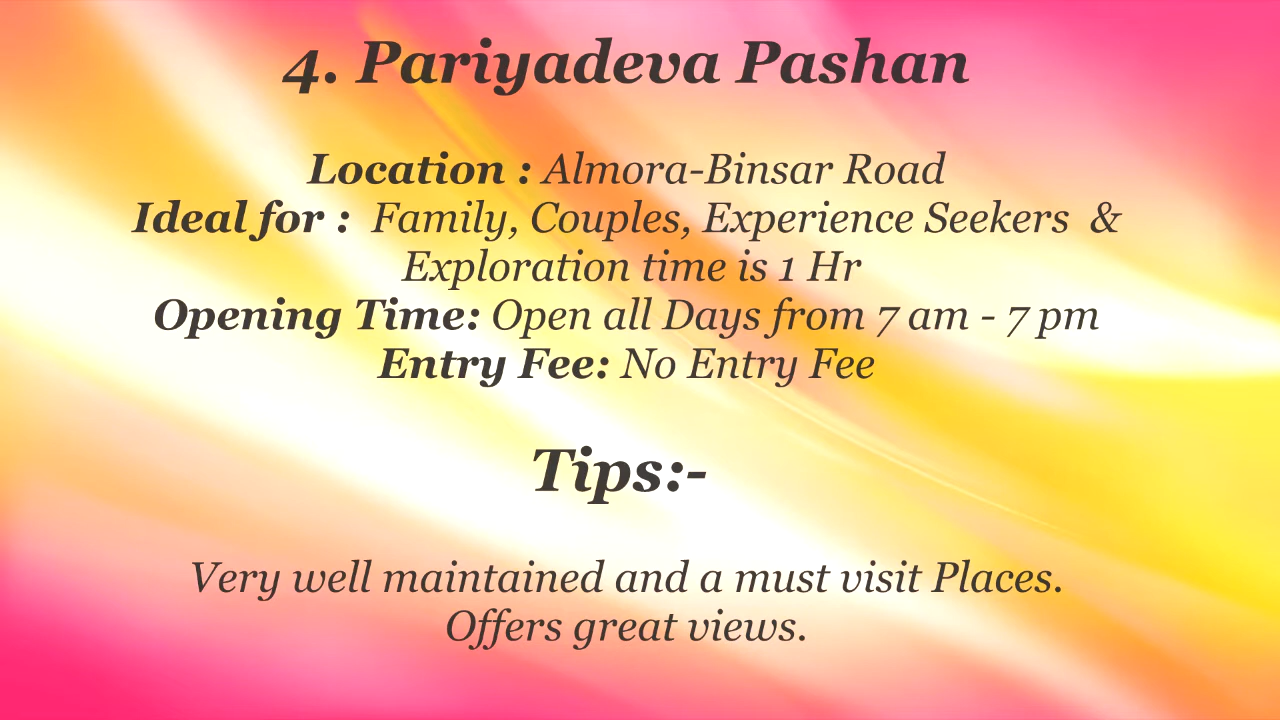 4. Pariyadeva Pashan
Location : Almora-Binsar Road
Ideal for :  Family, Couples, Experience Seekers  &
Exploration time is 1 Hr
Opening Time: Open all Days from 7 am - 7 pm
Entry Fee: No Entry Fee
Tips:-
Very well maintained and a must visit Places.
Offers great views.